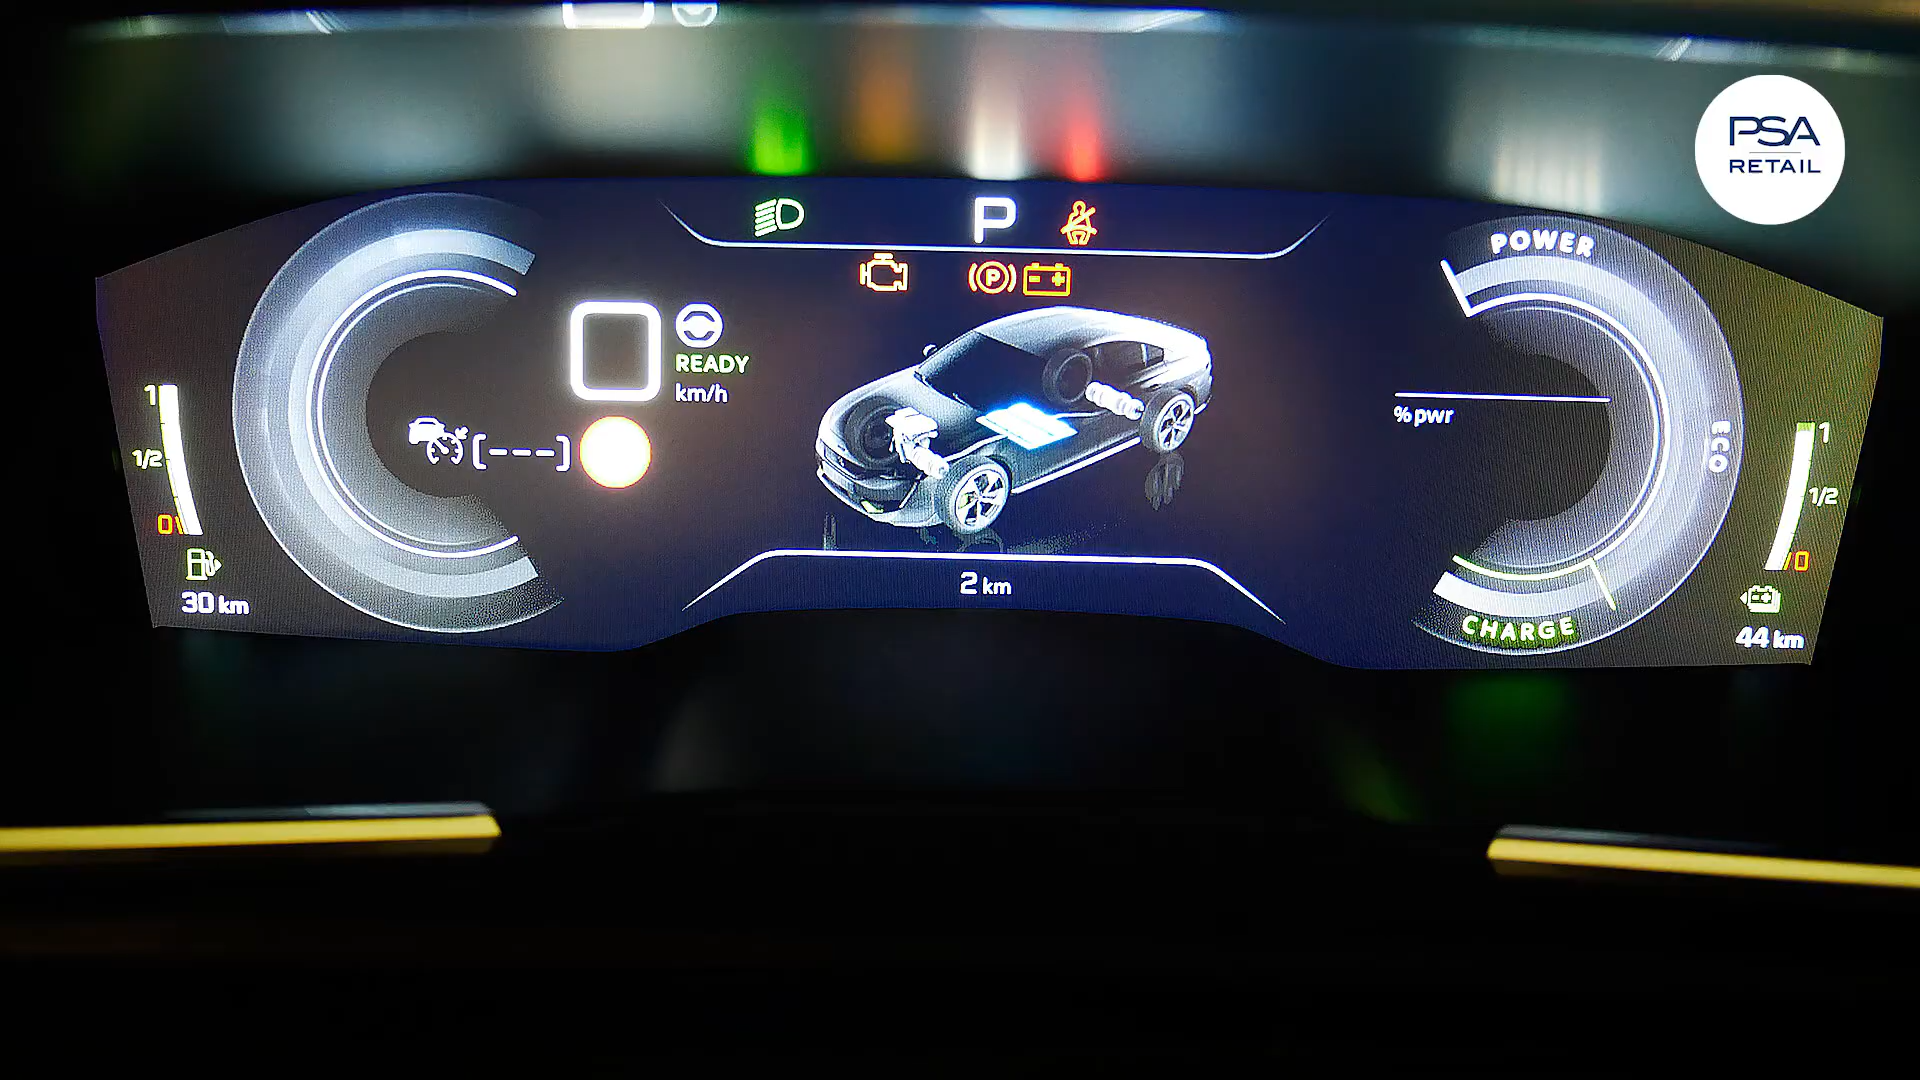 PSA
RETAIL
P
POWER
READY
km/h
[---]
1
1/2
0
30 km
2 km
% pwr
ECO
CHARGE
1
1/2
0
44 km